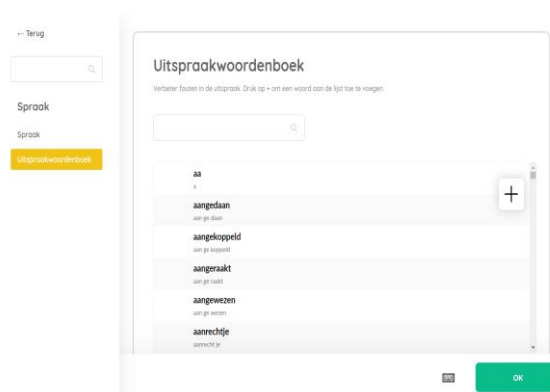 ← Terug
Spraak
Spraak
Uitspraakwoordenboek
Uitspraakwoordenboek
Verbeter fouten in de uitspraak. Druk op + om een woord aan de lijst toe te voegen.
aa
a
aangedaan
aan ge daan
aangekoppeld
aan ge koppeld
aangeraakt
aan ge raakt
aangewezen
aan ge wezen
aanrechtje
aanrecht je
+
OK